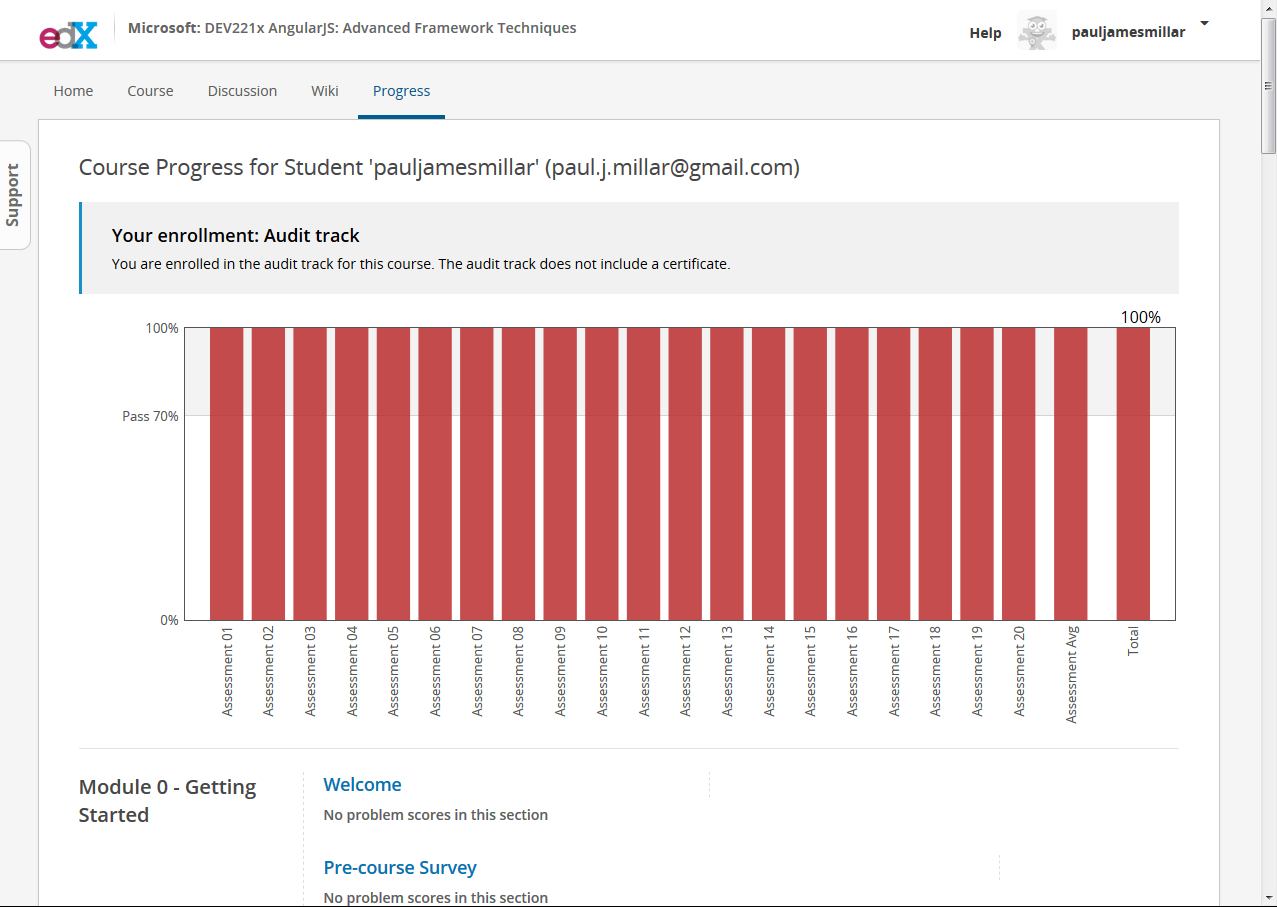 edX
Microsoft: DEV221x AngularJS: Advanced Framework Techniques
Help
pauljamesmillar
Home
Course
Discussion
Wiki
Progress
Support
Course Progress for Student 'pauljamesmillar' (paul.j.millar@gmail.com)
Your enrollment: Audit track
You are enrolled in the audit track for this course. The audit track does not include a certificate.
100%
100%
Pass 70%
0%
Assessment 01
Assessment 02
Assessment 03
Assessment 04
Assessment 05
Assessment 06
Assessment 07
Assessment 08
Assessment 09
Assessment 10
Assessment 11
Assessment 12
Assessment 13
Assessment 14
Assessment 15
Assessment 16
Assessment 17
Assessment 18
Assessment 19
Assessment 20
Assessment Avg
Total
Module 0 - Getting
Started
Welcome
No problem scores in this section
Pre-course Survey
No problem scores in this section